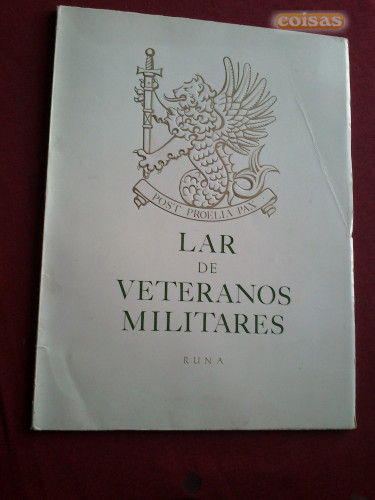 coisas
POST PROELIA PAX
LAR
DE
VETERANOS
MILITARES
RUNA